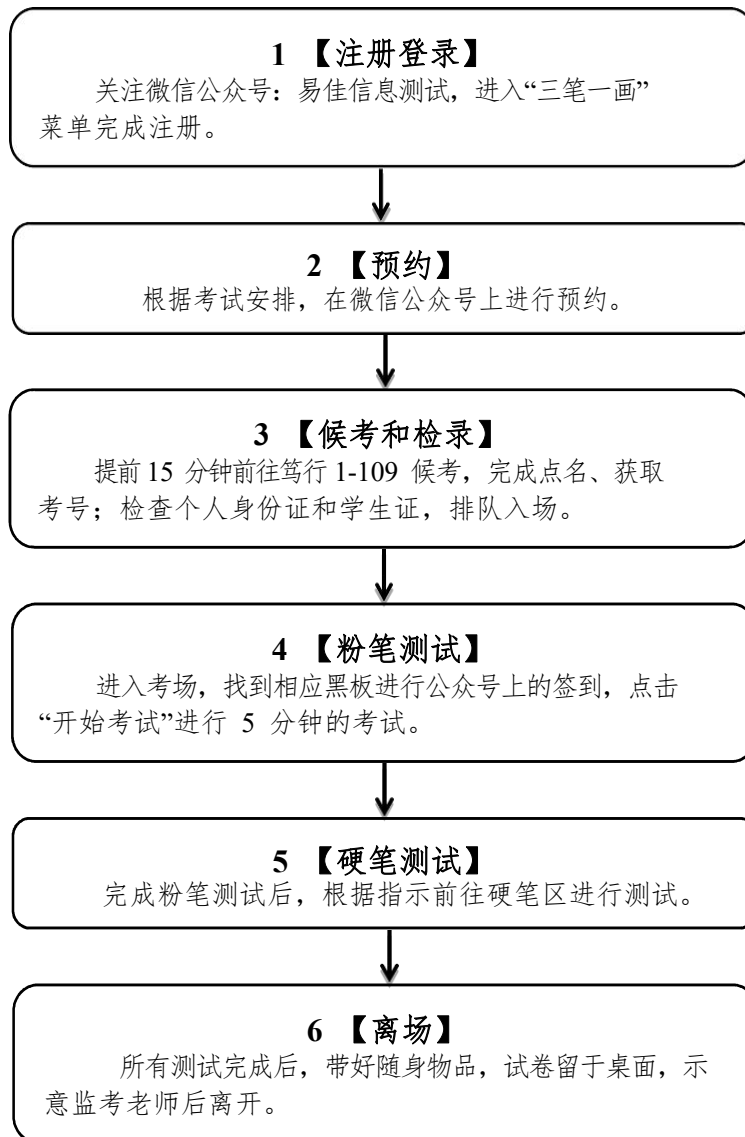 1 【注册登录】
关注微信公众号：易佳信息测试，进入“三笔一画”
菜单完成注册。
2 【预约】
根据考试安排，在微信公众号上进行预约。
3 【候考和检录】
提前 15 分钟前往笃行 1-109 候考，完成点名、获取
考号；检查个人身份证和学生证，排队入场。
4 【粉笔测试】
进入考场，找到相应黑板进行公众号上的签到，点击
“开始考试”进行 5 分钟的考试。
5 【硬笔测试】
完成粉笔测试后，根据指示前往硬笔区进行测试。
6 【离场】
所有测试完成后，带好随身物品，试卷留于桌面，示
意监考老师后离开。